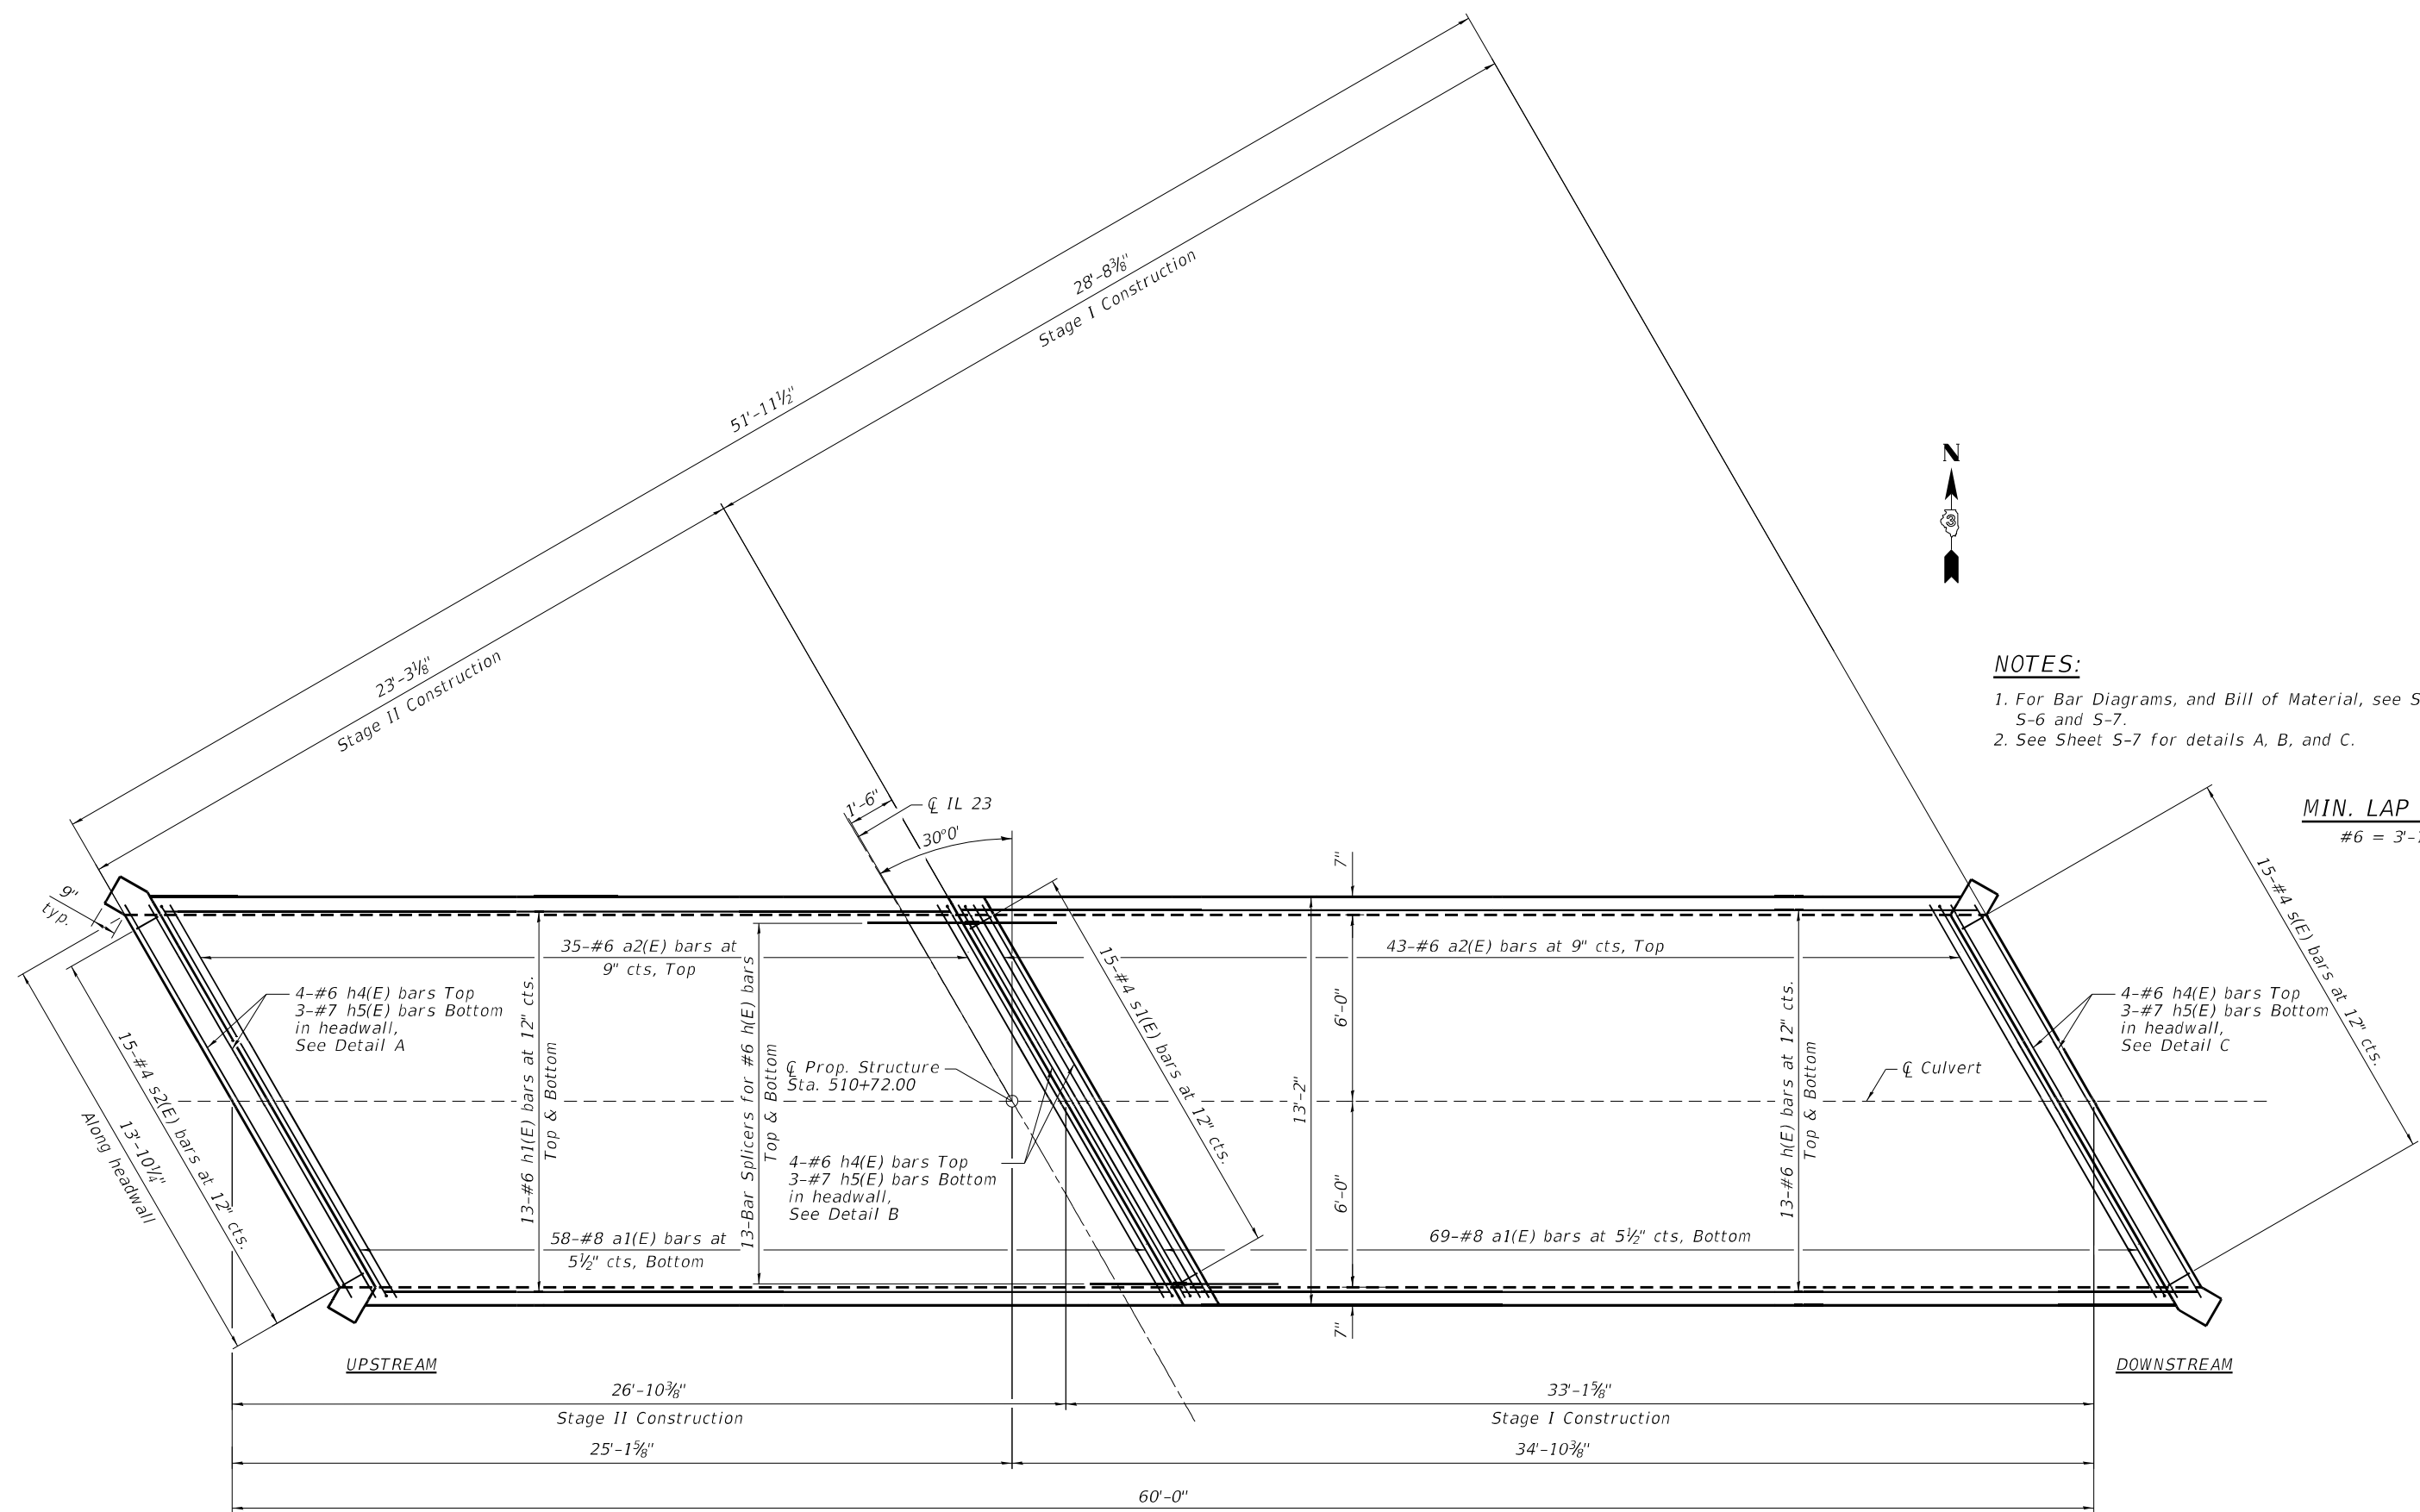 51'-11½"
28'-8⅜"
Stage I Construction
23'-3⅛"
Stage II Construction
N
3
NOTES:
1. For Bar Diagrams, and Bill of Material, see
S-6 and S-7.
2. See Sheet S-7 for details A, B, and C.
MIN. LAP
#6 = 3'-
1'-6"
℄ IL 23
30°0'
9"
typ.
7"
35-#6 a2(E) bars at
9" cts, Top
43-#6 a2(E) bars at 9" cts, Top
4-#6 h4(E) bars Top
3-#7 h5(E) bars Bottom
in headwall,
See Detail A
15-#4 s2(E) bars at 12" cts.
13'-10¼"
Along headwall
13-#6 h1(E) bars at 12" cts.
Top & Bottom
13-Bar Splicers for #6 h(E) bars
Top & Bottom
℄ Prop. Structure
Sta. 510+72.00
4-#6 h4(E) bars Top
3-#7 h5(E) bars Bottom
in headwall,
See Detail B
15-#4 s1(E) bars at 12" cts.
13'-2"
6'-0"
6'-0"
7"
13-#6 h(E) bars at 12" cts.
Top & Bottom
℄ Culvert
4-#6 h4(E) bars Top
3-#7 h5(E) bars Bottom
in headwall,
See Detail C
15-#4 s(E) bars at 12" cts.
58-#8 a1(E) bars at
5½" cts, Bottom
69-#8 a1(E) bars at 5½" cts, Bottom
UPSTREAM
DOWNSTREAM
26'-10⅜"
Stage II Construction
33'-1⅝"
Stage I Construction
25'-1⅝"
34'-10⅜"
60'-0"